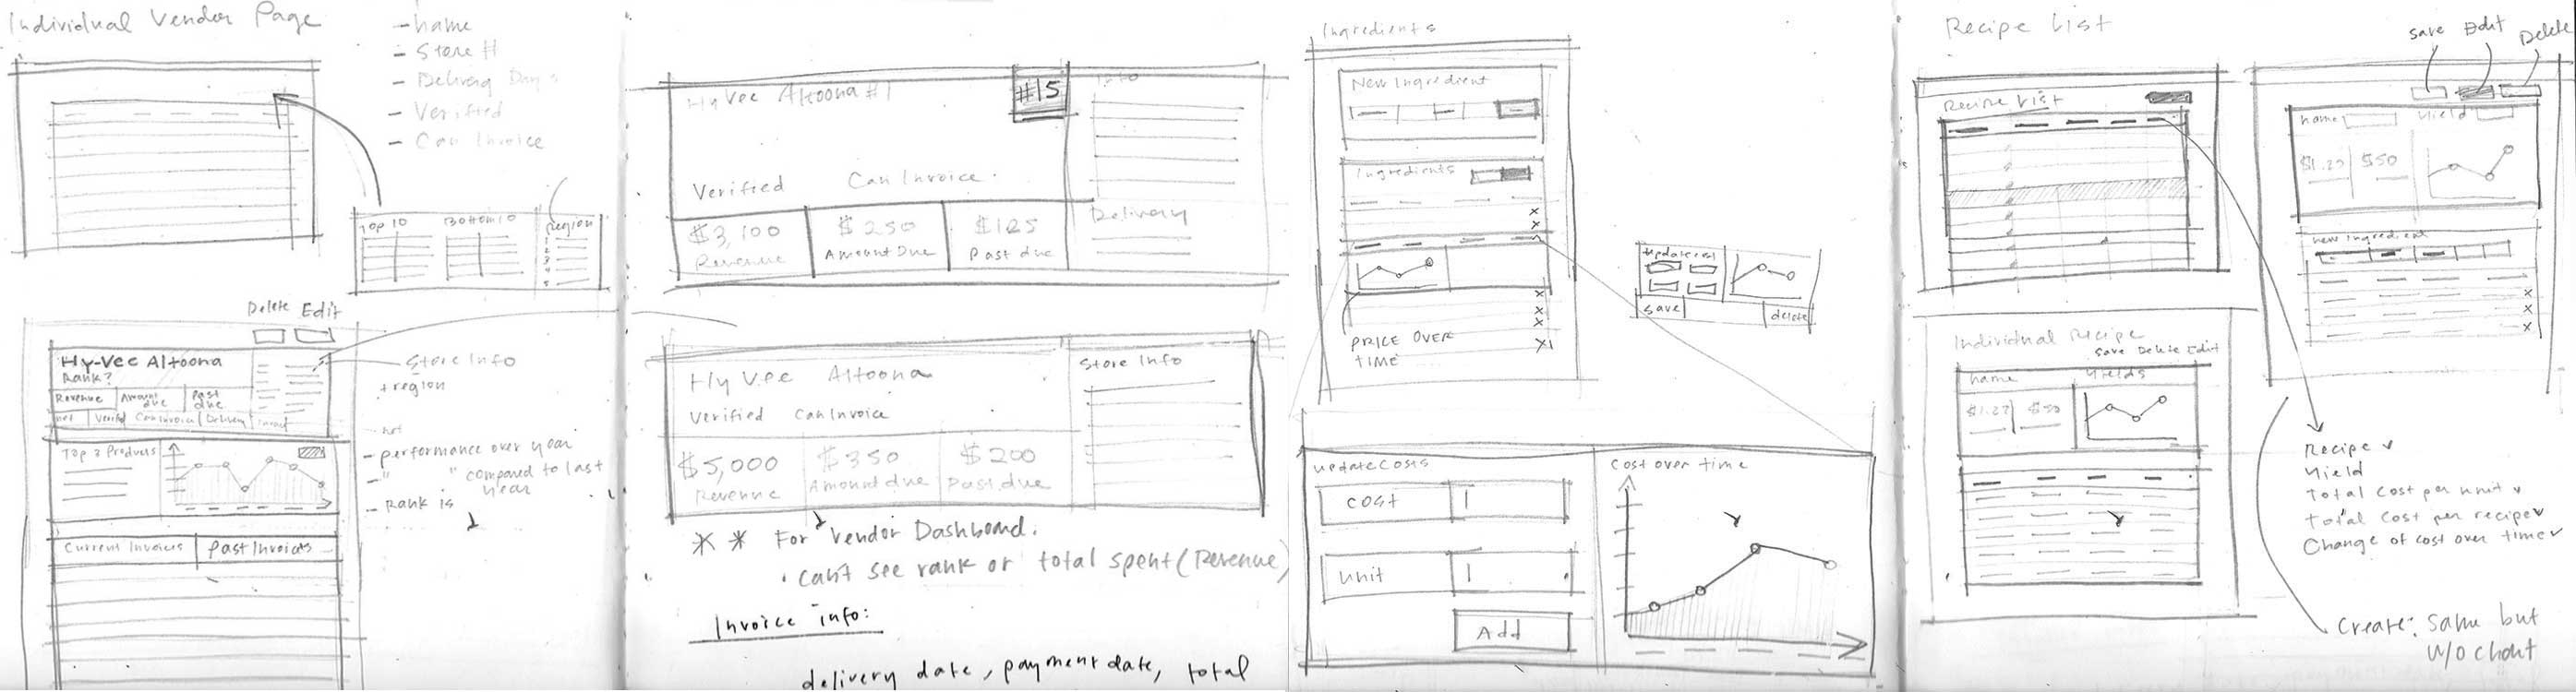 Individual Vendor Page
- name
- Store #
- Delivery Days
- Verified
- Can Invoice
Top 10
Bottom 10
Region
1
2
3
4
5
Delete Edit
Hy-Vee Altoona
Rank?
Revenue
Amount due
Past due
Verified
Can Invoice
Delivery
Store Info
+ region
- performance over year
- " " compared to last year
- Rank is
Top 3 Products
Current Invoices
Past Invoices
Hy Vee Altoona #1
#15
Info
Verified
Can Invoice
Delivery
$3,100
Revenue
$250
Amount Due
$125
Past due
Hy Vee Altoona
Store Info
Verified Can Invoice
$5,000
Revenue
$350
Amount due
$200
Past due
* * For Vendor Dashboard.
· can't see rank or total spent (Revenue)
Invoice info:
delivery date, payment date, total
Ingredients
New Ingredient
Ingredients
x
x
x
x
x
x
PRICE OVER
TIME
Update cost
Save
delete
update costs
Cost
unit
Add
Cost over time
Recipe List
Recipe List
Save Edit Delete
name
Yield
$1.27
$50
new ingredient
x
x
x
Individual Recipe
Save Delete Edit
name
Yields
$1.27
$50
Recipe ✓
Yield
Total Cost per unit ✓
Total Cost per recipe ✓
Change of cost over time ✓
Create: Same but
w/o chart